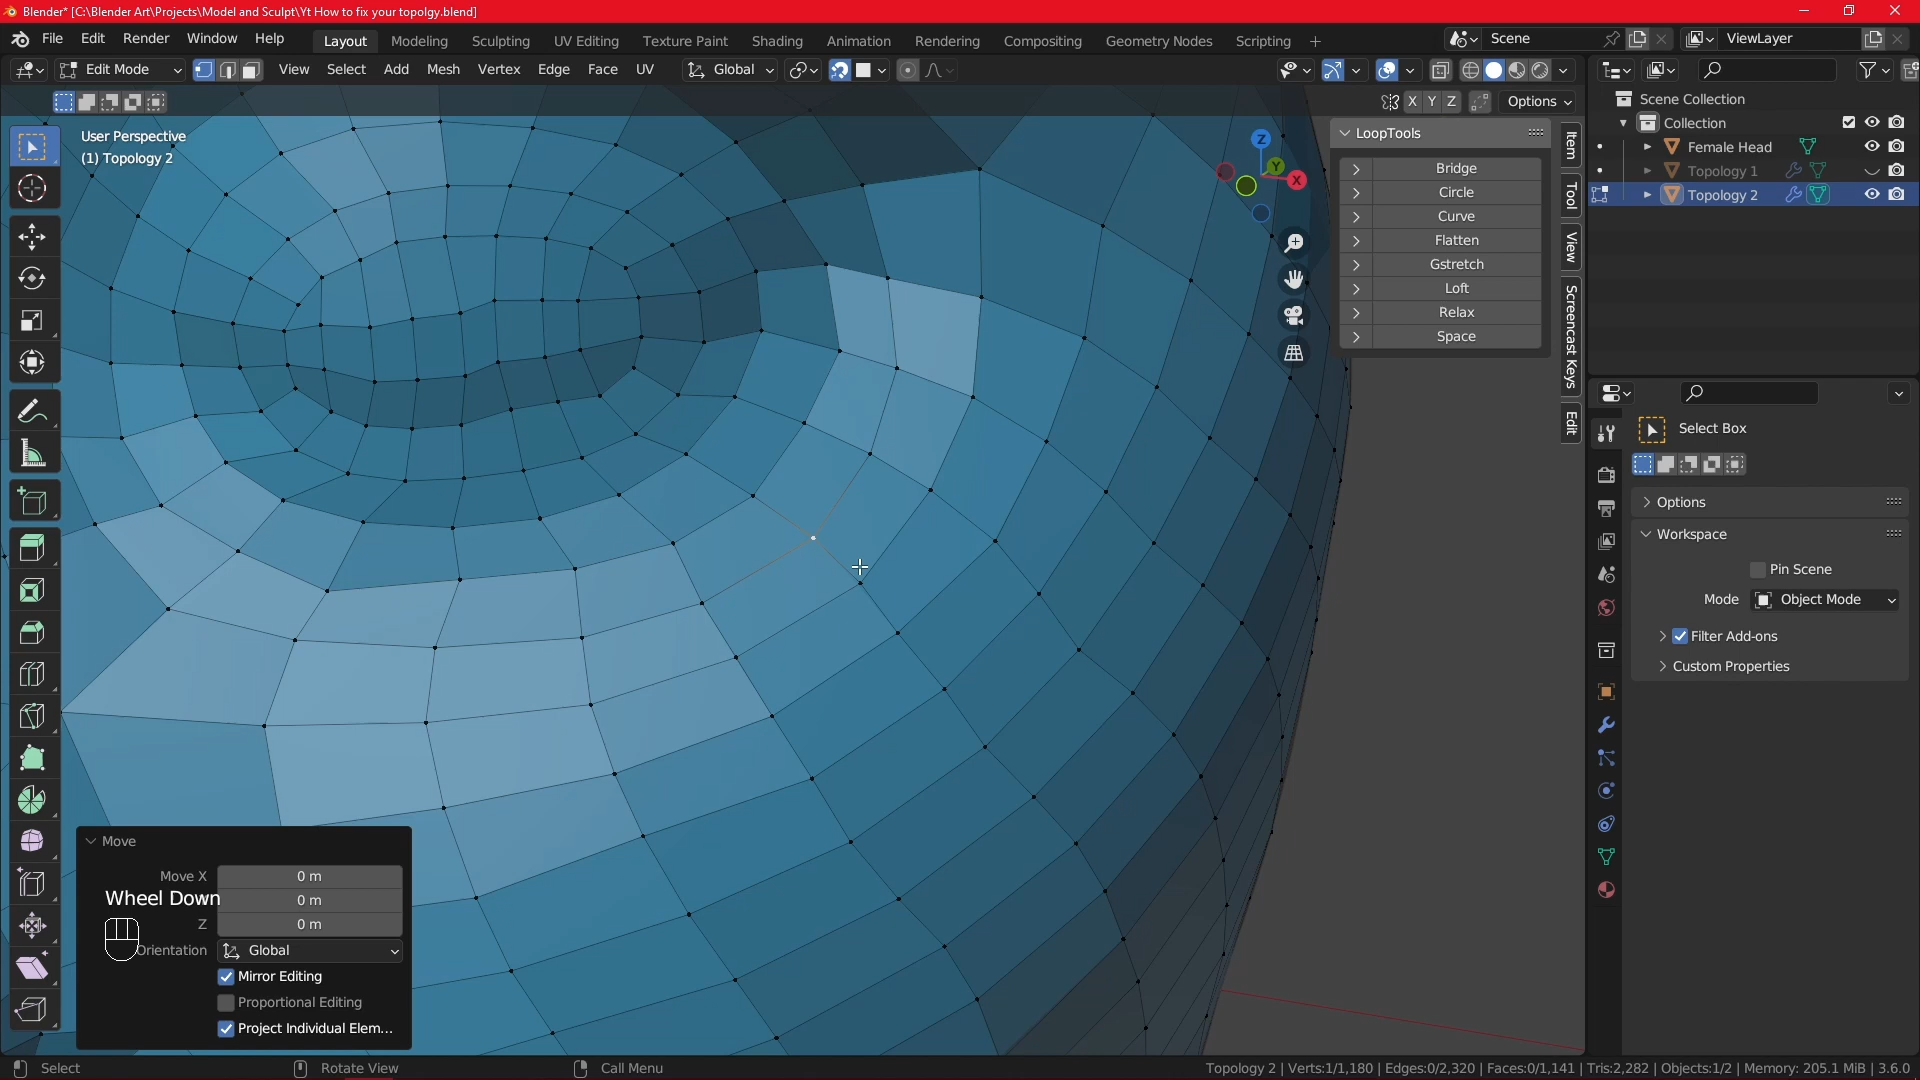 Blender* [C:\Blender Art\Projects\Model and Sculpt\Yt How to fix your topolgy.blend]
File Edit Render Window Help
Layout Modeling Sculpting UV Editing Texture Paint Shading Animation Rendering Compositing Geometry Nodes Scripting +
Scene
ViewLayer
Edit Mode View Select Add Mesh Vertex Edge Face UV Global
X Y Z Options
User Perspective
(1) Topology 2
Z
Y
X
LoopTools
Bridge
Circle
Curve
Flatten
Gstretch
Loft
Relax
Space
Item
Tool
View
Screencast Keys
Edit
Scene Collection
Collection
Female Head
Topology 1
Topology 2
Select Box
Options
Workspace
Pin Scene
Mode Object Mode
Filter Add-ons
Custom Properties
Move
Move X 0 m
0 m
Z 0 m
Wheel Down
Orientation Global
Mirror Editing
Proportional Editing
Project Individual Elem...
Select Rotate View Call Menu
Topology 2 | Verts:1/1,180 | Edges:0/2,320 | Faces:0/1,141 | Tris:2,282 | Objects:1/2 | Memory: 205.1 MiB | 3.6.0